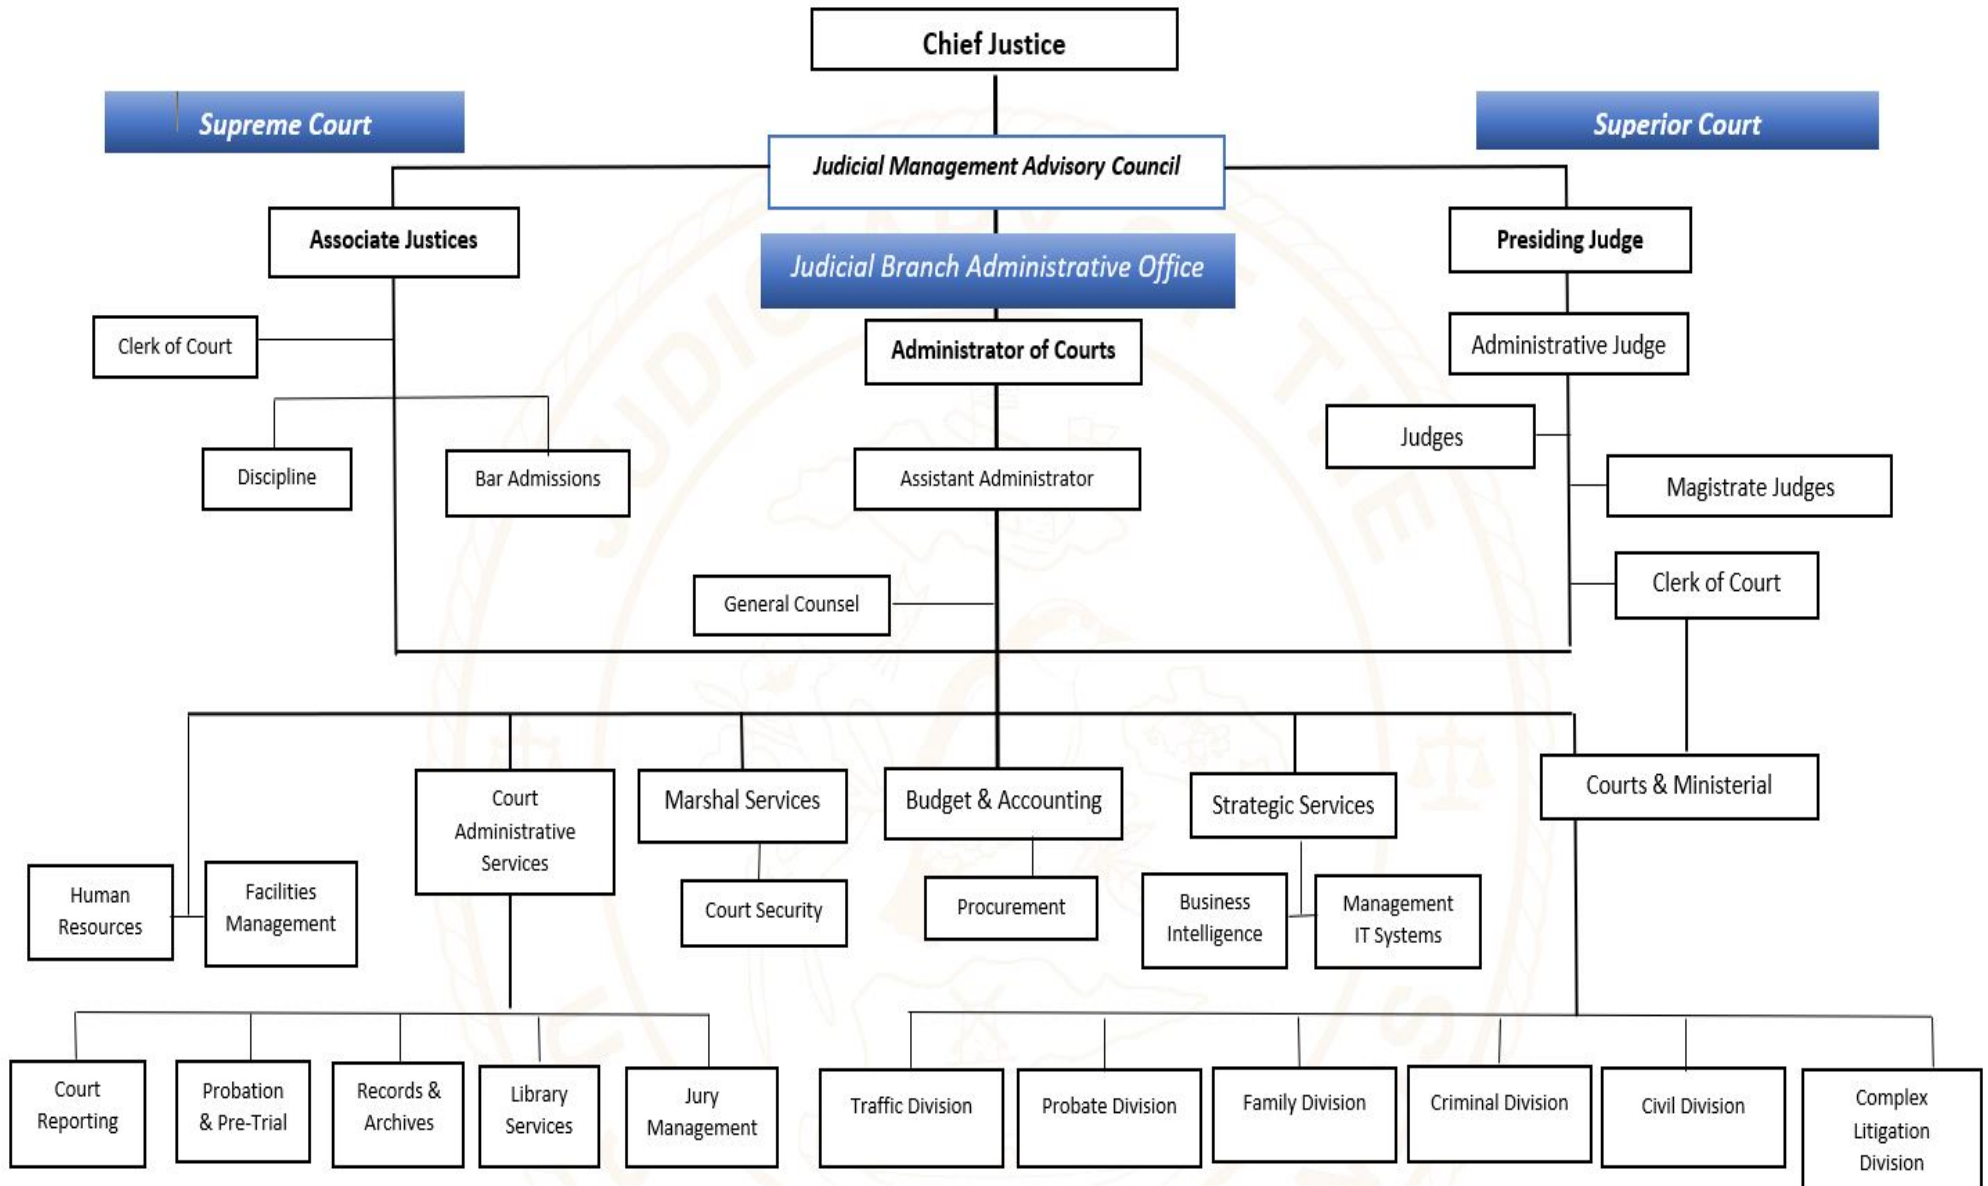 Chief Justice
Supreme Court
Superior Court
Judicial Management Advisory Council
Associate Justices
Judicial Branch Administrative Office
Presiding Judge
Clerk of Court
Administrator of Courts
Administrative Judge
Judges
Discipline
Bar Admissions
Assistant Administrator
Magistrate Judges
General Counsel
Clerk of Court
Court
Administrative
Services
Marshal Services
Budget & Accounting
Strategic Services
Courts & Ministerial
Human
Resources
Facilities
Management
Court Security
Procurement
Business
Intelligence
Management
IT Systems
Court
Reporting
Probation
& Pre-Trial
Records &
Archives
Library
Services
Jury
Management
Traffic Division
Probate Division
Family Division
Criminal Division
Civil Division
Complex
Litigation
Division
JUDICIARY OF THE